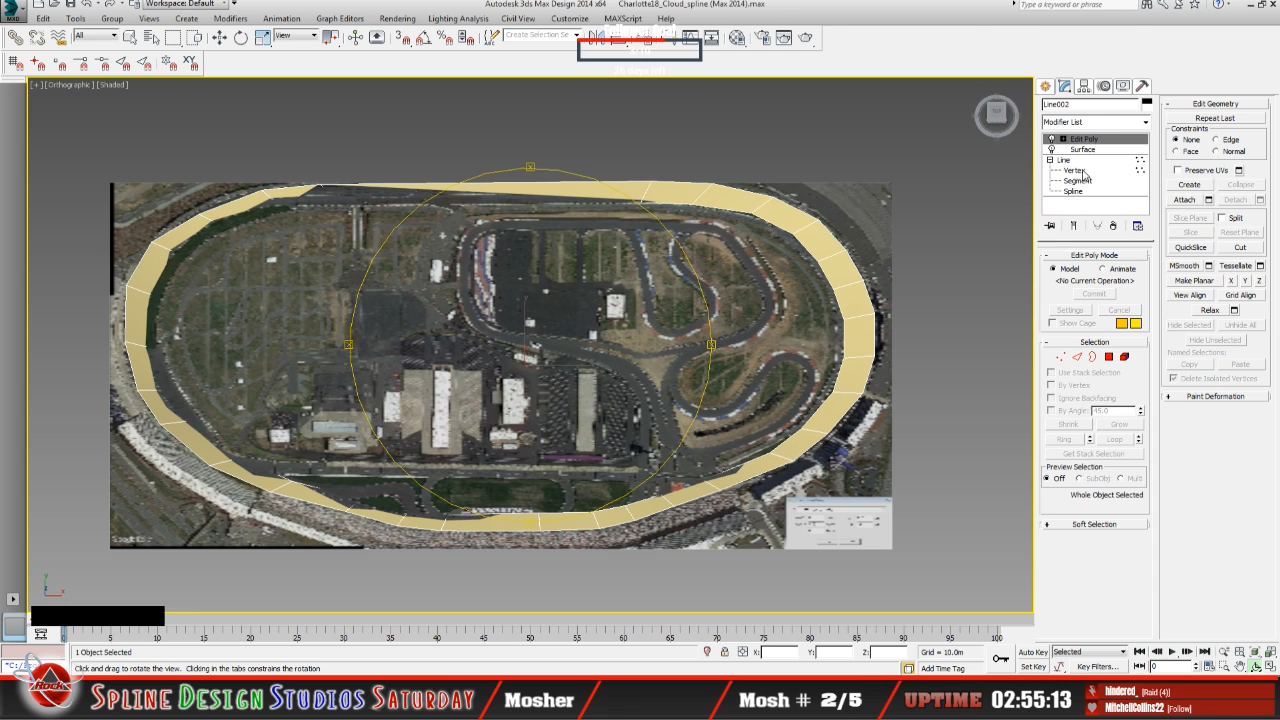 Workspace: Default
Autodesk 3ds Max Design 2014 x64 Charlotte18_Cloud_spline (Max 2014).max
Type a keyword or phrase
MXD
Edit Tools Group Views Create Modifiers Animation Graph Editors Rendering Lighting Analysis Civil View Customize MAXScript Help
All
View
Create Selection Se
XY
[+] [Orthographic] [Shaded]
Line002
Modifier List
Edit Poly
Surface
Line
Vertex
Segment
Spline
Edit Poly Mode
Model Animate
<No Current Operation>
Commit
Settings Cancel
Show Cage
Selection
Use Stack Selection
By Vertex
Ignore Backfacing
By Angle: 45.0
Shrink Grow
Ring Loop
Get Stack Selection
Preview Selection
Off SubObj Multi
Whole Object Selected
Soft Selection
Edit Geometry
Repeat Last
Constraints
None Edge
Face Normal
Preserve UVs
Create Collapse
Attach Detach
Slice Plane Split
Slice Reset Plane
QuickSlice Cut
MSmooth Tessellate
Make Planar X Y Z
View Align Grid Align
Relax
Hide Selected Unhide All
Hide Unselected
Named Selections:
Copy Paste
Delete Isolated Vertices
Paint Deformation
0 5 10 15 20 25 30 35 40 45 50 55 60 65 70 75 80 85 90 95 100
1 Object Selected
X: Y: Z: Grid = 10.0m
Auto Key Selected
Click and drag to rotate the view. Clicking in the tabs constrains the rotation
Add Time Tag
Set Key Key Filters... 0
Spline Design Studios Saturday
Mosher
Mosh # 2/5
UPTIME 02:55:13
hindered_ [Raid (4)]
MitchellCollins22 [Follow]